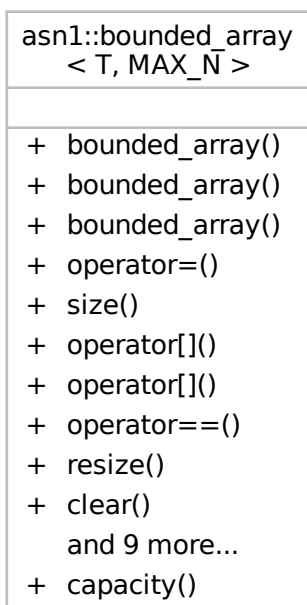 asn1::bounded_array
< T, MAX_N >
+ bounded_array()
+ bounded_array()
+ bounded_array()
+ operator=()
+ size()
+ operator[]()
+ operator[]()
+ operator==()
+ resize()
+ clear()
and 9 more...
+ capacity()